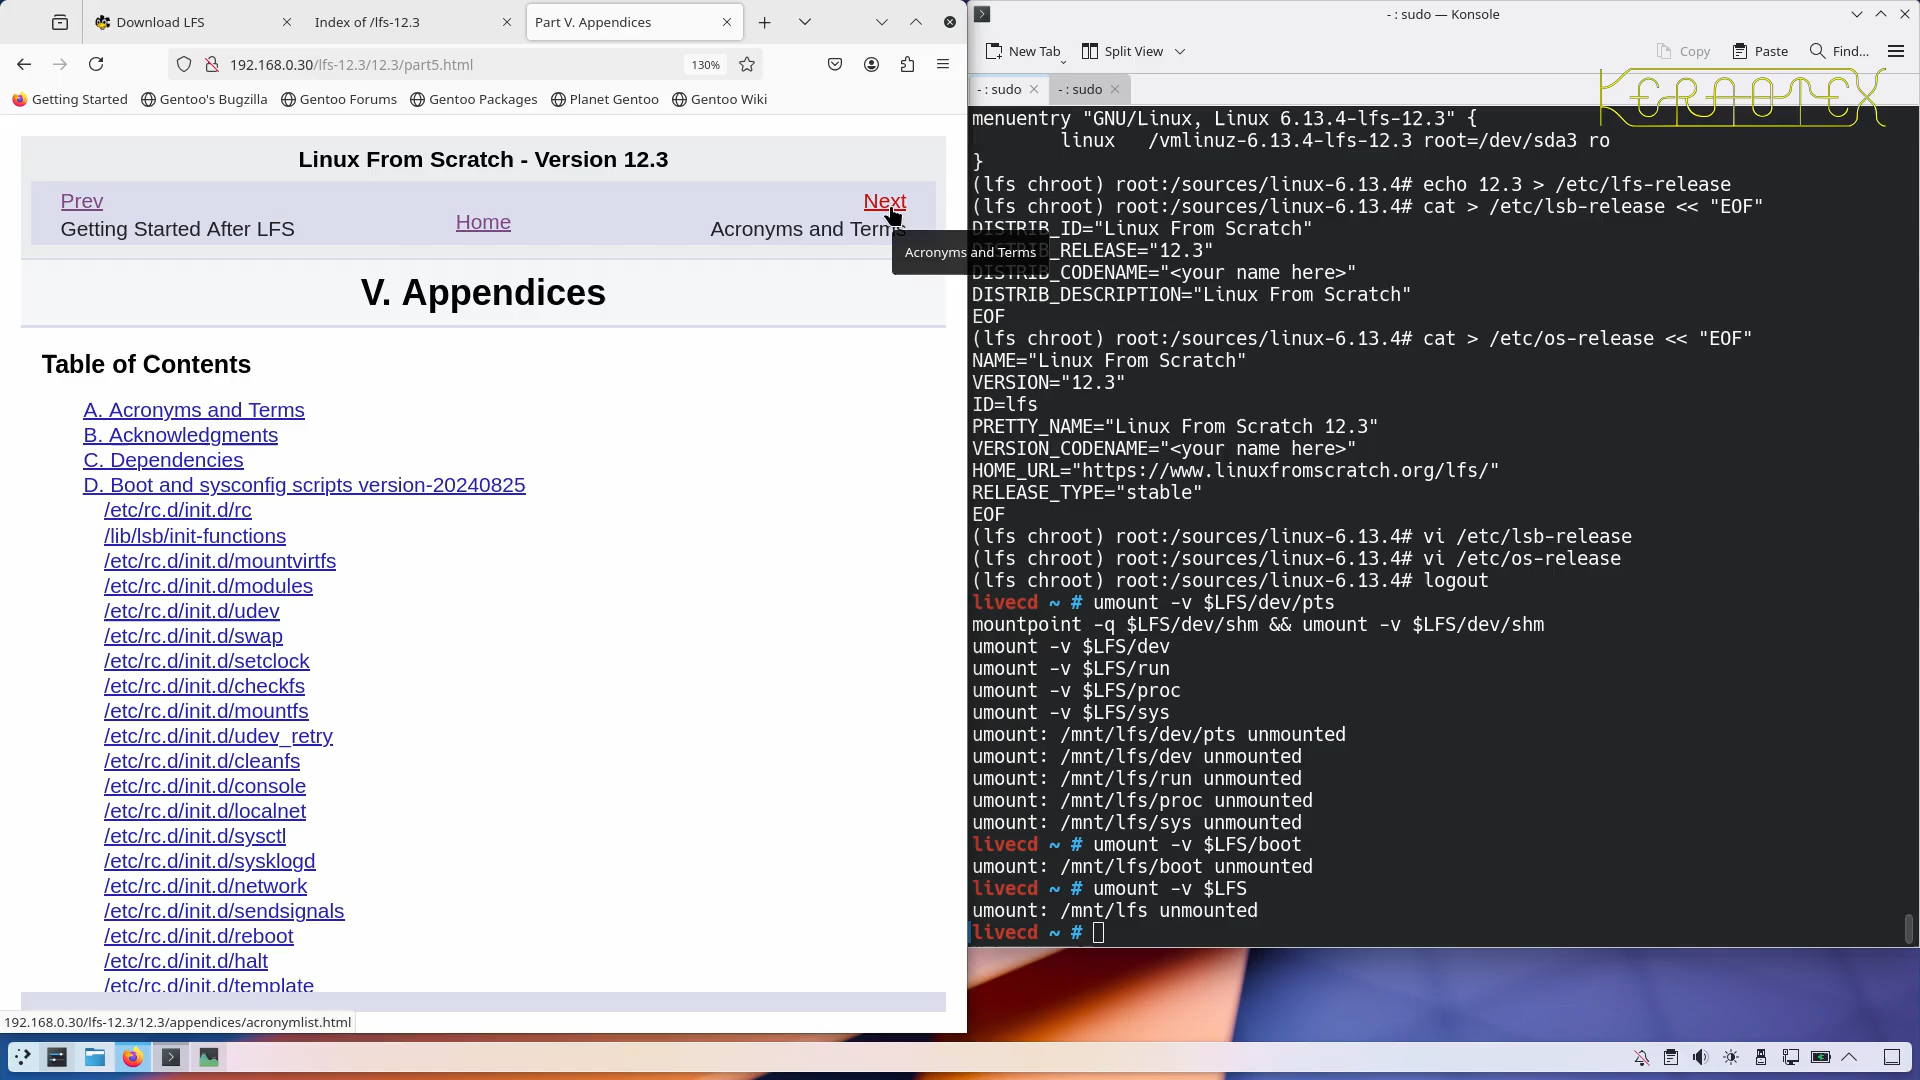 Download LFS
Index of /lfs-12.3
Part V. Appendices
192.168.0.30/lfs-12.3/12.3/part5.html
130%
Getting Started
Gentoo's Bugzilla
Gentoo Forums
Gentoo Packages
Planet Gentoo
Gentoo Wiki
Linux From Scratch - Version 12.3
Prev
Next
Getting Started After LFS
Home
Acronyms and Terms
Acronyms and Terms
V. Appendices
Table of Contents
A. Acronyms and Terms
B. Acknowledgments
C. Dependencies
D. Boot and sysconfig scripts version-20240825
/etc/rc.d/init.d/rc
/lib/lsb/init-functions
/etc/rc.d/init.d/mountvirtfs
/etc/rc.d/init.d/modules
/etc/rc.d/init.d/udev
/etc/rc.d/init.d/swap
/etc/rc.d/init.d/setclock
/etc/rc.d/init.d/checkfs
/etc/rc.d/init.d/mountfs
/etc/rc.d/init.d/udev_retry
/etc/rc.d/init.d/cleanfs
/etc/rc.d/init.d/console
/etc/rc.d/init.d/localnet
/etc/rc.d/init.d/sysctl
/etc/rc.d/init.d/sysklogd
/etc/rc.d/init.d/network
/etc/rc.d/init.d/sendsignals
/etc/rc.d/init.d/reboot
/etc/rc.d/init.d/halt
/etc/rc.d/init.d/template
192.168.0.30/lfs-12.3/12.3/appendices/acronymlist.html
- : sudo — Konsole
New Tab
Split View
Copy
Paste
Find...
- : sudo
- : sudo
KERAOTEX
menuentry "GNU/Linux, Linux 6.13.4-lfs-12.3" {
linux   /vmlinuz-6.13.4-lfs-12.3 root=/dev/sda3 ro
}
(lfs chroot) root:/sources/linux-6.13.4# echo 12.3 > /etc/lfs-release
(lfs chroot) root:/sources/linux-6.13.4# cat > /etc/lsb-release << "EOF"
DISTRIB_ID="Linux From Scratch"
DISTRIB_RELEASE="12.3"
DISTRIB_CODENAME="<your name here>"
DISTRIB_DESCRIPTION="Linux From Scratch"
EOF
(lfs chroot) root:/sources/linux-6.13.4# cat > /etc/os-release << "EOF"
NAME="Linux From Scratch"
VERSION="12.3"
ID=lfs
PRETTY_NAME="Linux From Scratch 12.3"
VERSION_CODENAME="<your name here>"
HOME_URL="https://www.linuxfromscratch.org/lfs/"
RELEASE_TYPE="stable"
EOF
(lfs chroot) root:/sources/linux-6.13.4# vi /etc/lsb-release
(lfs chroot) root:/sources/linux-6.13.4# vi /etc/os-release
(lfs chroot) root:/sources/linux-6.13.4# logout
livecd ~ # umount -v $LFS/dev/pts
mountpoint -q $LFS/dev/shm && umount -v $LFS/dev/shm
umount -v $LFS/dev
umount -v $LFS/run
umount -v $LFS/proc
umount -v $LFS/sys
umount: /mnt/lfs/dev/pts unmounted
umount: /mnt/lfs/dev unmounted
umount: /mnt/lfs/run unmounted
umount: /mnt/lfs/proc unmounted
umount: /mnt/lfs/sys unmounted
livecd ~ # umount -v $LFS/boot
umount: /mnt/lfs/boot unmounted
livecd ~ # umount -v $LFS
umount: /mnt/lfs unmounted
livecd ~ #